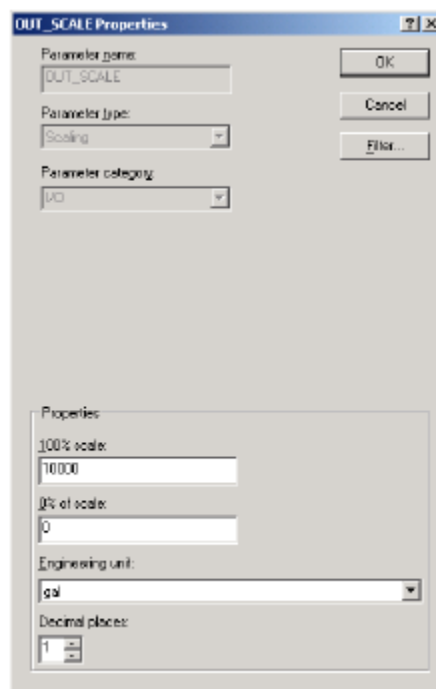 OUT_SCALE Properties
Parameter name:
OUT_SCALE
OK
Parameter type:
Scaling
Cancel
Filter...
Parameter category:
I/O
Properties
100% scale:
10000
0% of scale:
0
Engineering unit:
gal
Decimal places:
1